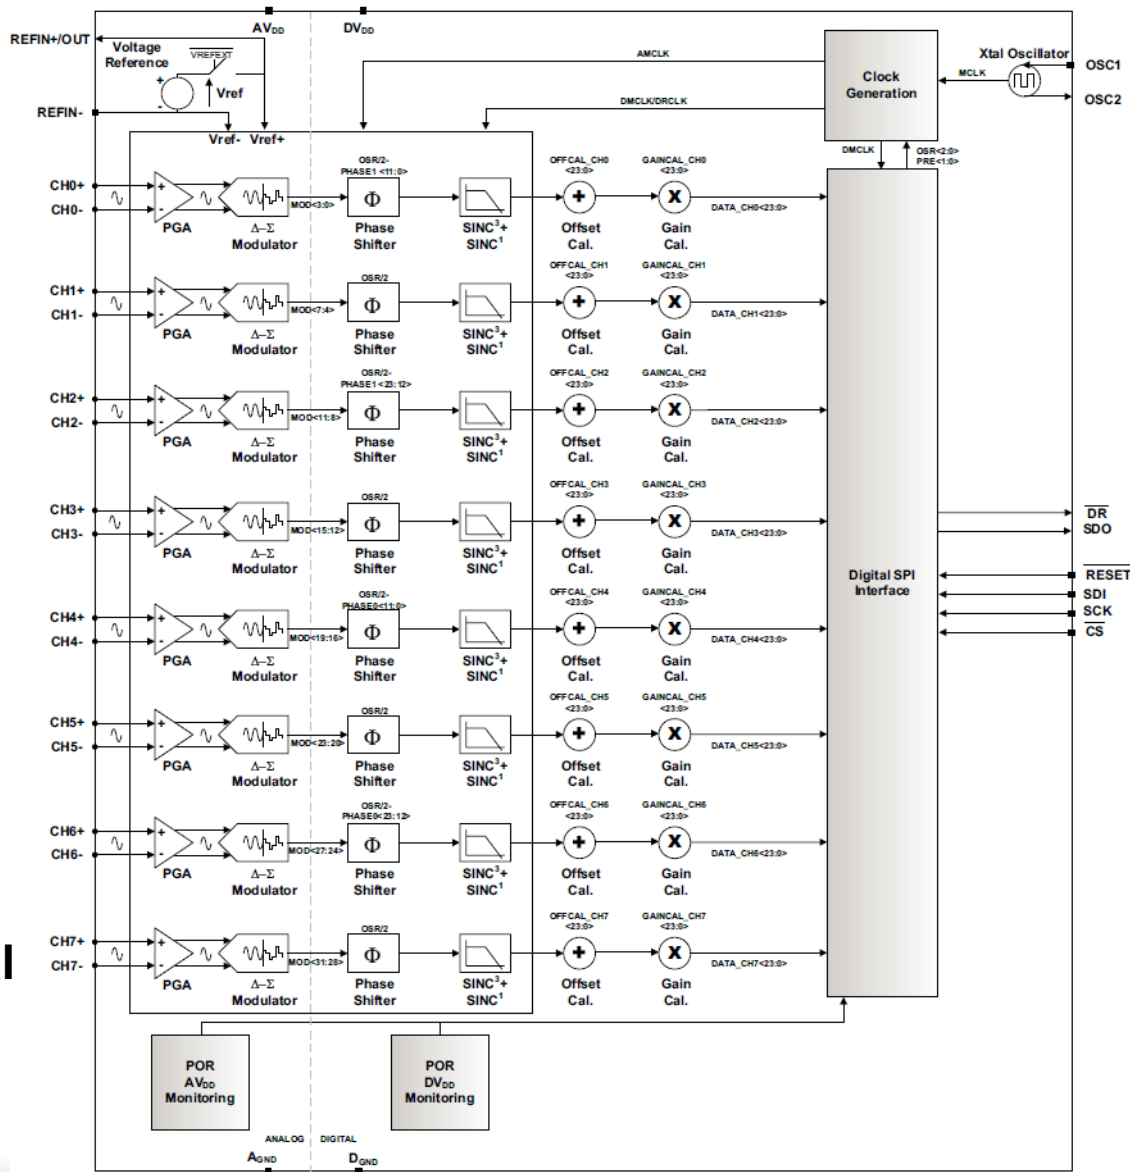 AVDD
DVDD
REFIN+/OUT
Voltage
Reference
VREFEXT
+
-
Vref
REFIN-
Vref- Vref+
AMCLK
DMCLK/DRCLK
Clock
Generation
MCLK
Xtal Oscillator
OSC1
OSC2
DMCLK
OSR<2:0>
PRE<1:0>
CH0+
CH0-
+
-
PGA
Δ–Σ
Modulator
MOD<3:0>
OSR/2-
PHASE1 <11:0>
Φ
Phase
Shifter
SINC3+
SINC1
OFFCAL_CH0
<23:0>
+
Offset
Cal.
GAINCAL_CH0
<23:0>
X
Gain
Cal.
DATA_CH0<23:0>
CH1+
CH1-
+
-
PGA
Δ–Σ
Modulator
MOD<7:4>
OSR/2
Φ
Phase
Shifter
SINC3+
SINC1
OFFCAL_CH1
<23:0>
+
Offset
Cal.
GAINCAL_CH1
<23:0>
X
Gain
Cal.
DATA_CH1<23:0>
CH2+
CH2-
+
-
PGA
Δ–Σ
Modulator
MOD<11:8>
OSR/2-
PHASE1 <23:12>
Φ
Phase
Shifter
SINC3+
SINC1
OFFCAL_CH2
<23:0>
+
Offset
Cal.
GAINCAL_CH2
<23:0>
X
Gain
Cal.
DATA_CH2<23:0>
CH3+
CH3-
+
-
PGA
Δ–Σ
Modulator
MOD<15:12>
OSR/2
Φ
Phase
Shifter
SINC3+
SINC1
OFFCAL_CH3
<23:0>
+
Offset
Cal.
GAINCAL_CH3
<23:0>
X
Gain
Cal.
DATA_CH3<23:0>
CH4+
CH4-
+
-
PGA
Δ–Σ
Modulator
MOD<19:16>
OSR/2-
PHASE0<11:0>
Φ
Phase
Shifter
SINC3+
SINC1
OFFCAL_CH4
<23:0>
+
Offset
Cal.
GAINCAL_CH4
<23:0>
X
Gain
Cal.
DATA_CH4<23:0>
CH5+
CH5-
+
-
PGA
Δ–Σ
Modulator
MOD<23:20>
OSR/2
Φ
Phase
Shifter
SINC3+
SINC1
OFFCAL_CH5
<23:0>
+
Offset
Cal.
GAINCAL_CH5
<23:0>
X
Gain
Cal.
DATA_CH5<23:0>
CH6+
CH6-
+
-
PGA
Δ–Σ
Modulator
MOD<27:24>
OSR/2-
PHASE0<23:12>
Φ
Phase
Shifter
SINC3+
SINC1
OFFCAL_CH6
<23:0>
+
Offset
Cal.
GAINCAL_CH6
<23:0>
X
Gain
Cal.
DATA_CH6<23:0>
CH7+
CH7-
+
-
PGA
Δ–Σ
Modulator
MOD<31:28>
OSR/2
Φ
Phase
Shifter
SINC3+
SINC1
OFFCAL_CH7
<23:0>
+
Offset
Cal.
GAINCAL_CH7
<23:0>
X
Gain
Cal.
DATA_CH7<23:0>
Digital SPI
Interface
DR
SDO
RESET
SDI
SCK
CS
POR
AVDD
Monitoring
POR
DVDD
Monitoring
ANALOG DIGITAL
AGND
DGND